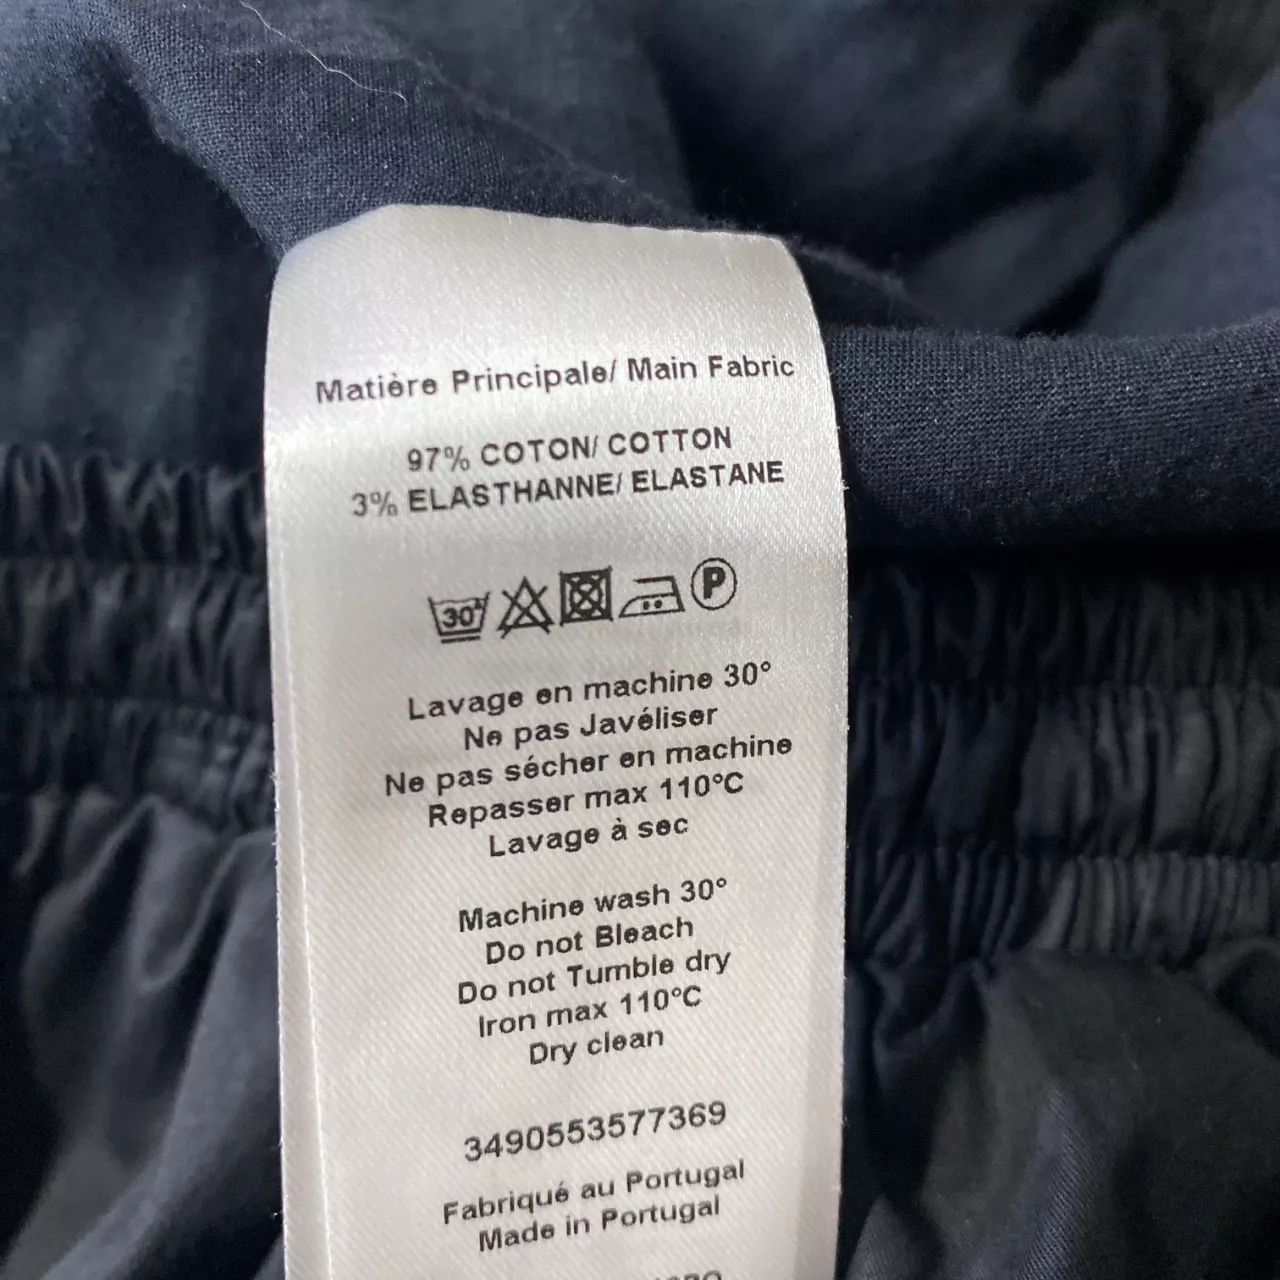 Matière Principale/ Main Fabric
97% COTON/ COTTON
3% ELASTHANNE/ ELASTANE
30° P
Lavage en machine 30°
Ne pas Javéliser
Ne pas sécher en machine
Repasser max 110°C
Lavage à sec
Machine wash 30°
Do not Bleach
Do not Tumble dry
Iron max 110°C
Dry clean
3490553577369
Fabriqué au Portugal
Made in Portugal